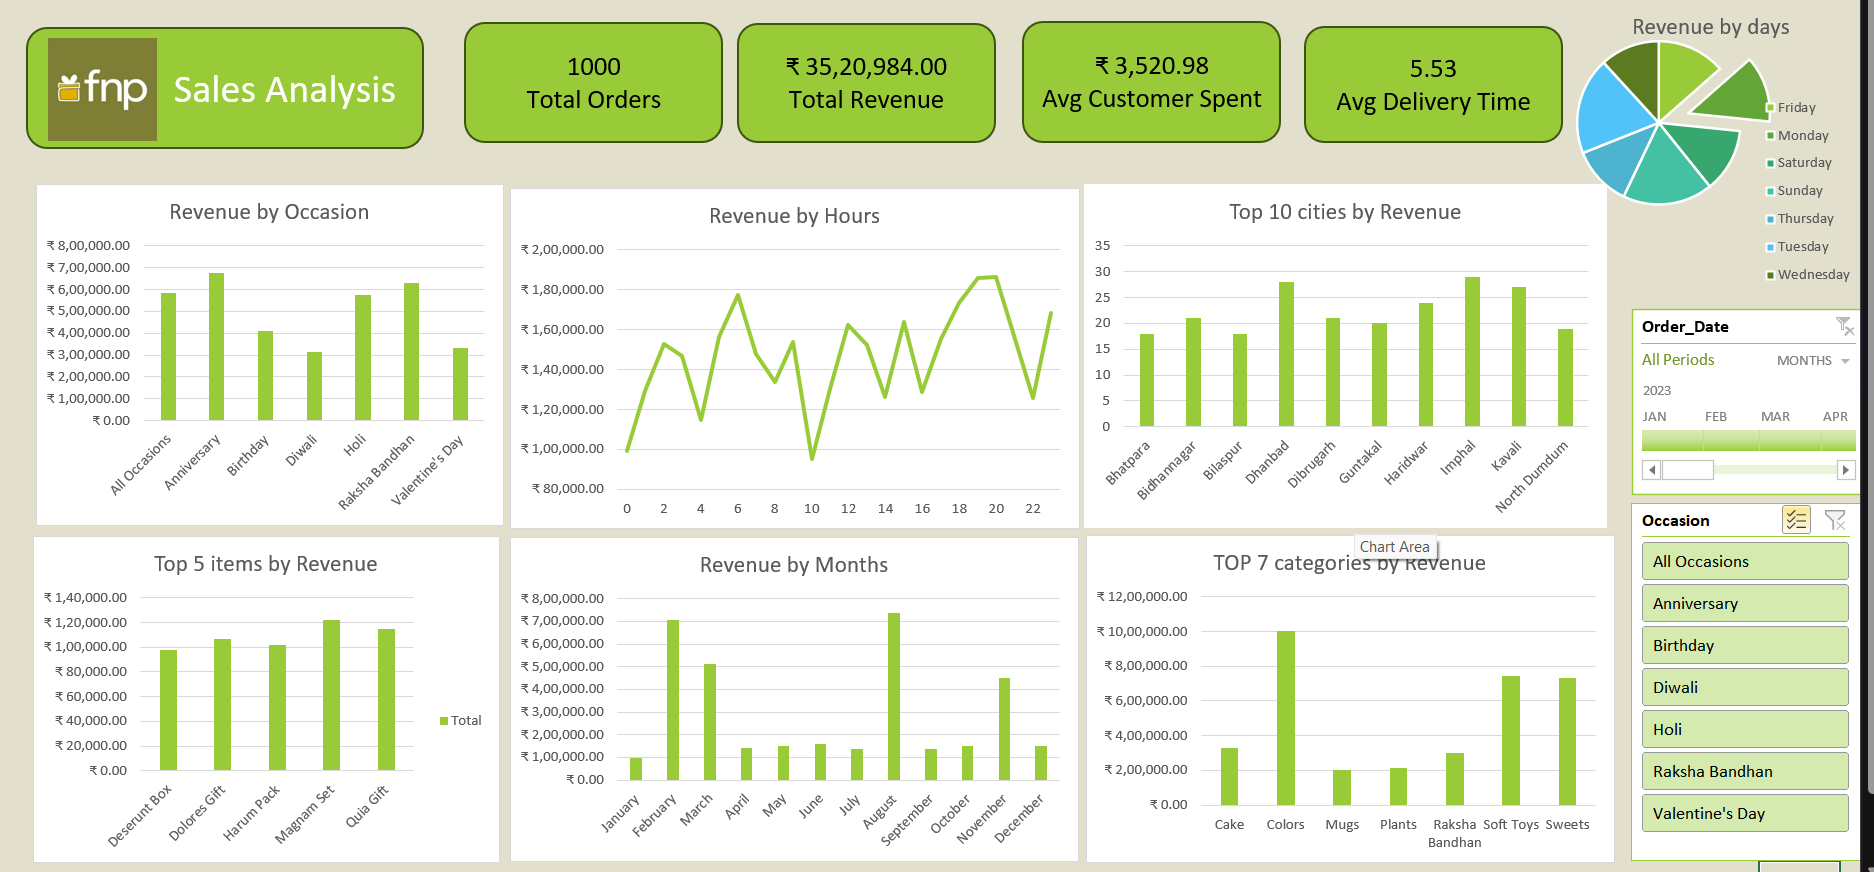 fnp
Sales Analysis
1000
Total Orders
₹ 35,20,984.00
Total Revenue
₹ 3,520.98
Avg Customer Spent
5.53
Avg Delivery Time
Revenue by days
Friday
Monday
Saturday
Sunday
Thursday
Tuesday
Wednesday
Revenue by Occasion
₹ 8,00,000.00
₹ 7,00,000.00
₹ 6,00,000.00
₹ 5,00,000.00
₹ 4,00,000.00
₹ 3,00,000.00
₹ 2,00,000.00
₹ 1,00,000.00
₹ 0.00
All Occasions
Anniversary
Birthday
Diwali
Holi
Raksha Bandhan
Valentine's Day
Revenue by Hours
₹ 2,00,000.00
₹ 1,80,000.00
₹ 1,60,000.00
₹ 1,40,000.00
₹ 1,20,000.00
₹ 1,00,000.00
₹ 80,000.00
0 2 4 6 8 10 12 14 16 18 20 22
Top 10 cities by Revenue
35
30
25
20
15
10
5
0
Bhatpara
Bidhannagar
Bilaspur
Dhanbad
Dibrugarh
Guntakal
Haridwar
Imphal
Kavali
North Dumdum
Order_Date
All Periods
MONTHS
2023
JAN FEB MAR APR
Top 5 items by Revenue
₹ 1,40,000.00
₹ 1,20,000.00
₹ 1,00,000.00
₹ 80,000.00
₹ 60,000.00
₹ 40,000.00
₹ 20,000.00
₹ 0.00
Deserunt Box
Dolores Gift
Harum Pack
Magnam Set
Quia Gift
Total
Revenue by Months
₹ 8,00,000.00
₹ 7,00,000.00
₹ 6,00,000.00
₹ 5,00,000.00
₹ 4,00,000.00
₹ 3,00,000.00
₹ 2,00,000.00
₹ 1,00,000.00
₹ 0.00
January
February
March
April
May
June
July
August
September
October
November
December
Chart Area
TOP 7 categories by Revenue
₹ 12,00,000.00
₹ 10,00,000.00
₹ 8,00,000.00
₹ 6,00,000.00
₹ 4,00,000.00
₹ 2,00,000.00
₹ 0.00
Cake
Colors
Mugs
Plants
Raksha
Bandhan
Soft Toys
Sweets
Occasion
All Occasions
Anniversary
Birthday
Diwali
Holi
Raksha Bandhan
Valentine's Day